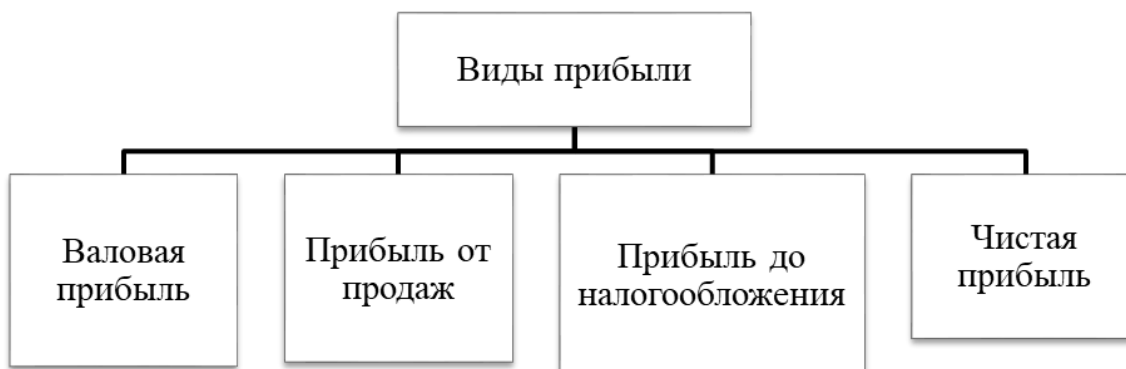 Виды прибыли
Валовая
прибыль
Прибыль от
продаж
Прибыль до
налогообложения
Чистая
прибыль